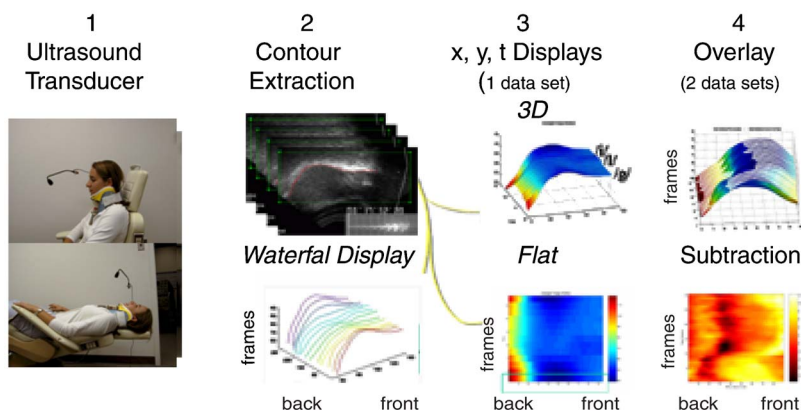 1
Ultrasound
Transducer
2
Contour
Extraction
3
x, y, t Displays
(1 data set)
3D
4
Overlay
(2 data sets)
/g/
frames
Waterfal Display
Flat
Subtraction
frames
frames
frames
back front
back front
back front